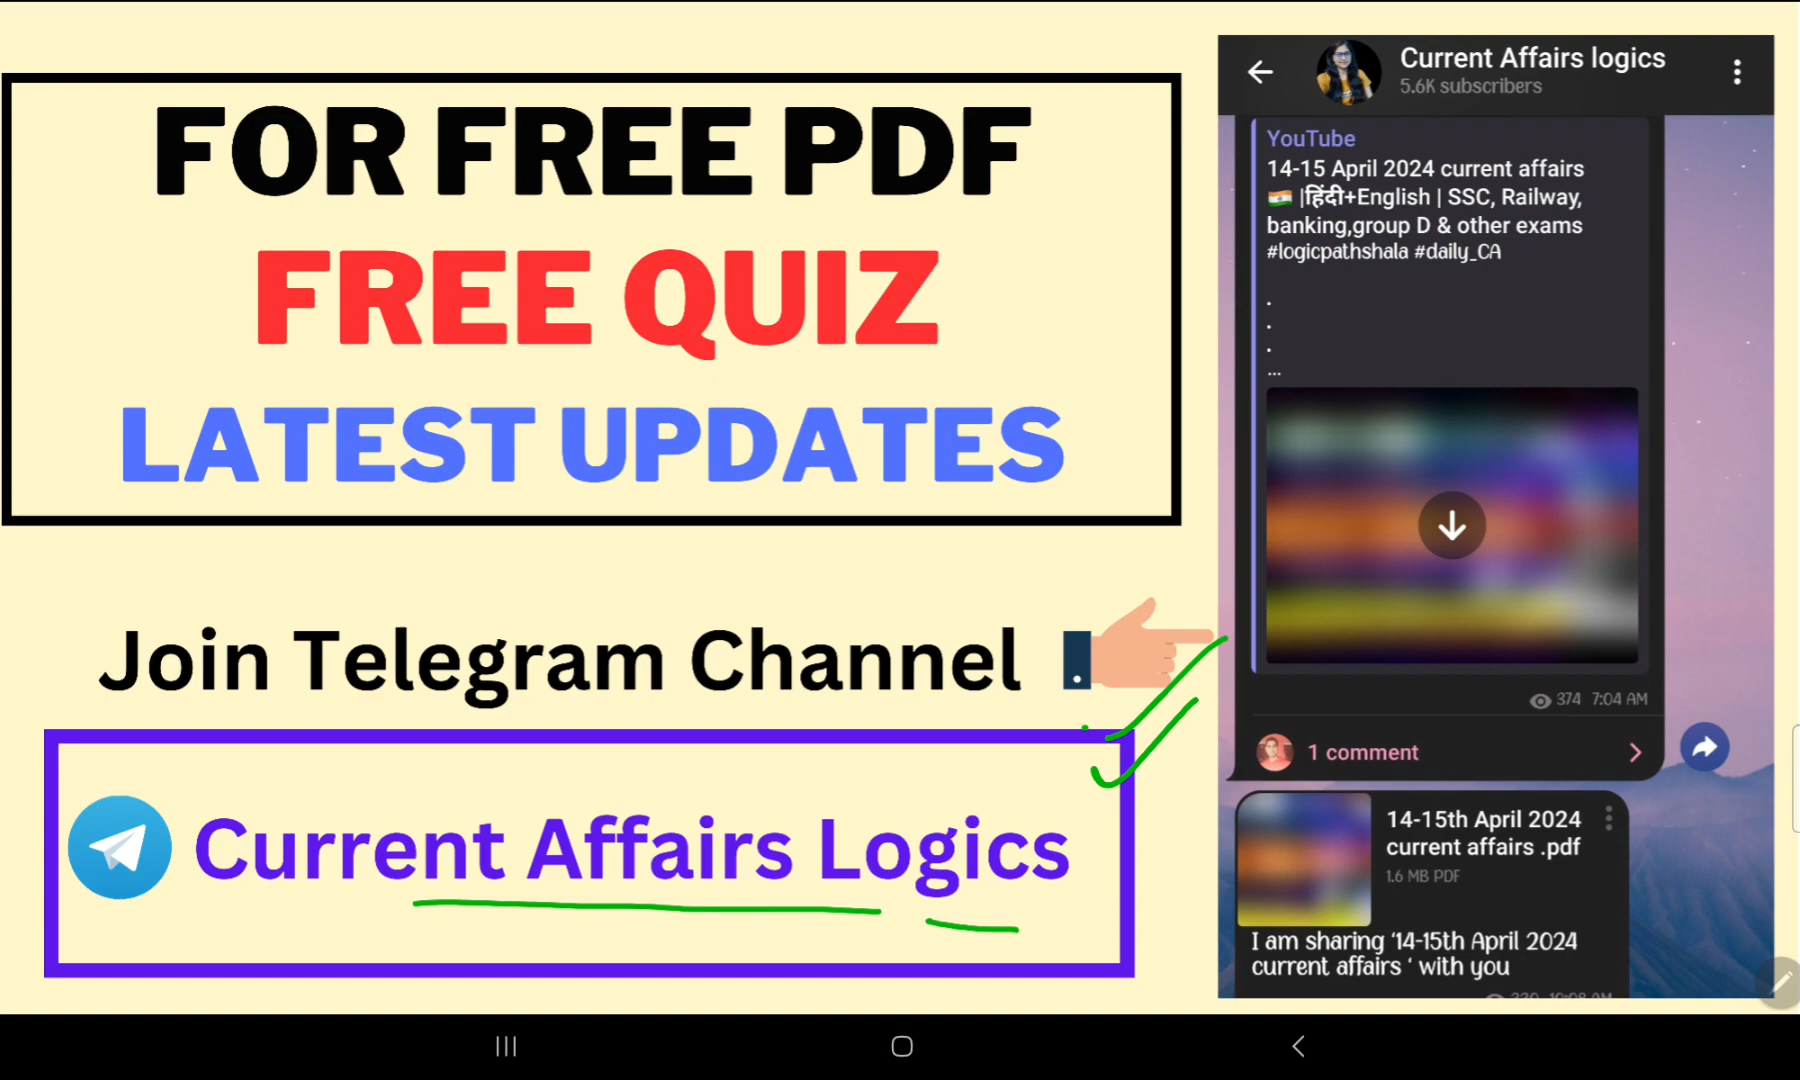 FOR FREE PDF
FREE QUIZ
LATEST UPDATES
Join Telegram Channel
Current Affairs Logics
Current Affairs logics
5.6K subscribers
YouTube
14-15 April 2024 current affairs
🇮🇳 |हिंदी+English | SSC, Railway,
banking,group D & other exams
#logicpathshala #daily_CA
.
.
.
...
374 7:04 AM
1 comment
14-15th April 2024
current affairs .pdf
1.6 MB PDF
I am sharing '14-15th April 2024
current affairs ' with you